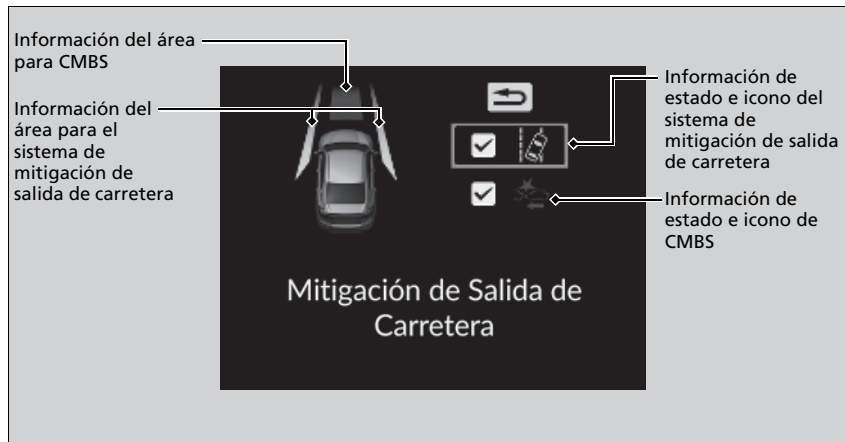 Información del área
para CMBS
Información del
área para el
sistema de
mitigación de
salida de carretera
Información de
estado e icono del
sistema de
mitigación de salida
de carretera
Información de
estado e icono de
CMBS
Mitigación de Salida de
Carretera